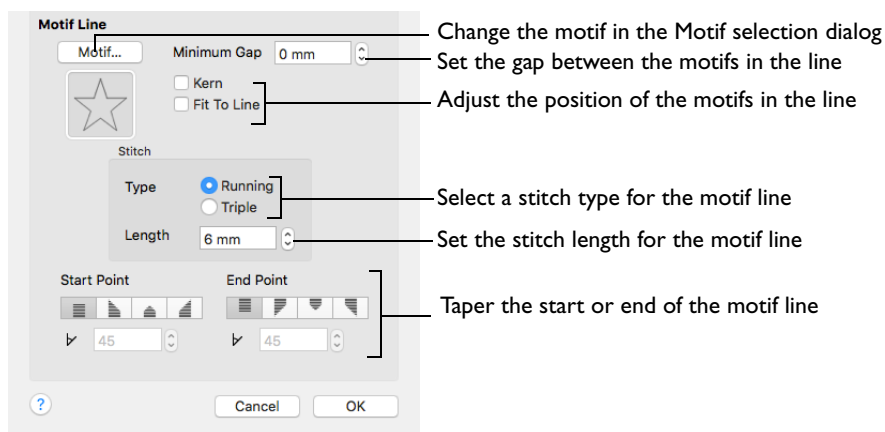 Motif Line
Motif... Minimum Gap 0 mm
Kern
Fit To Line
Stitch
Type Running
Triple
Length 6 mm
Start Point End Point
45 45
? Cancel OK
Change the motif in the Motif selection dialog
Set the gap between the motifs in the line
Adjust the position of the motifs in the line
Select a stitch type for the motif line
Set the stitch length for the motif line
Taper the start or end of the motif line